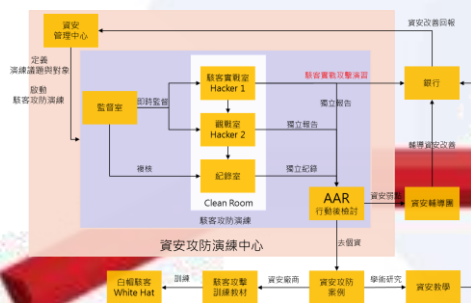 資安
管理中心
資安改善回報
定義
演練議題與對象
啟動
駭客攻防演練
監督室
即時監督
複檢
駭客實戰室
Hacker 1
觀戰室
Hacker 2
紀錄室
Clean Room
駭客攻防演練
駭客實戰攻擊演習
獨立報告
獨立報告
獨立紀錄
銀行
輔導資安改善
AAR
行動後檢討
資安弱點
資安輔導團
資安攻防演練中心
去個資
白帽駭客
White Hat
訓練
駭客攻擊
訓練教材
資安廠商
資安攻防
案例
學術研究
資安教學